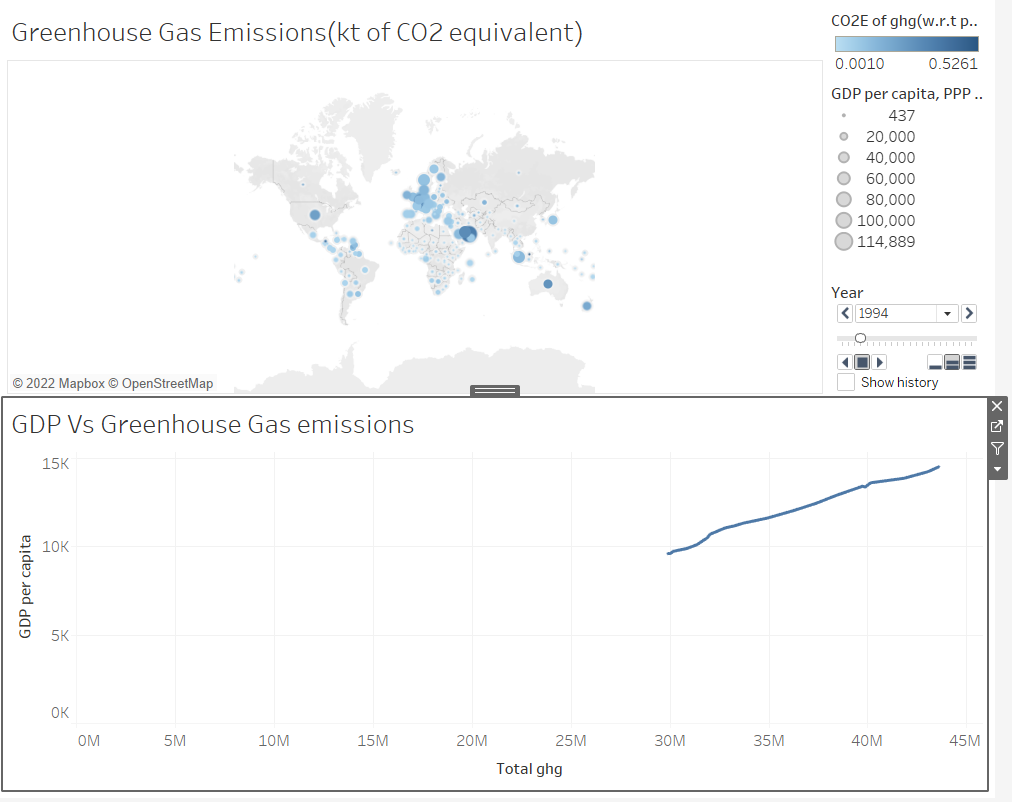 Greenhouse Gas Emissions(kt of CO2 equivalent)
© 2022 Mapbox © OpenStreetMap
CO2E of ghg(w.r.t p..
0.0010 0.5261
GDP per capita, PPP ..
437
20,000
40,000
60,000
80,000
100,000
114,889
Year
1994
Show history
GDP Vs Greenhouse Gas emissions
GDP per capita
15K
10K
5K
0K
0M 5M 10M 15M 20M 25M 30M 35M 40M 45M
Total ghg